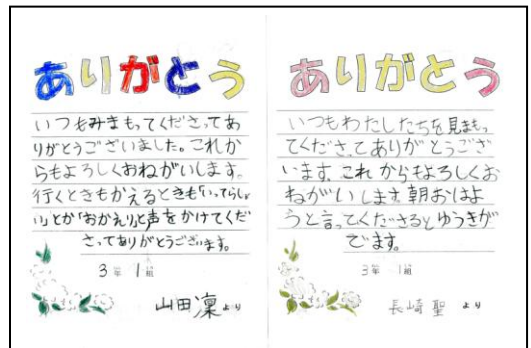 ありがとう
いつもみまもってくださってあ
りがとうございました。これか
らもよろしくおねがいします。
行くときもかえるときも「いってらっしゃ
い」とか「おかえり」と声をかけてくだ
さってありがとうございます。
3年 1組
山田凜より
ありがとう
いつもわたしたちを見まもっ
てくださってありがとうござ
います。これからもよろしくお
ねがいします。朝おはよ
うと言ってくださるとゆうきが
でます。
3年 1組
長崎聖より